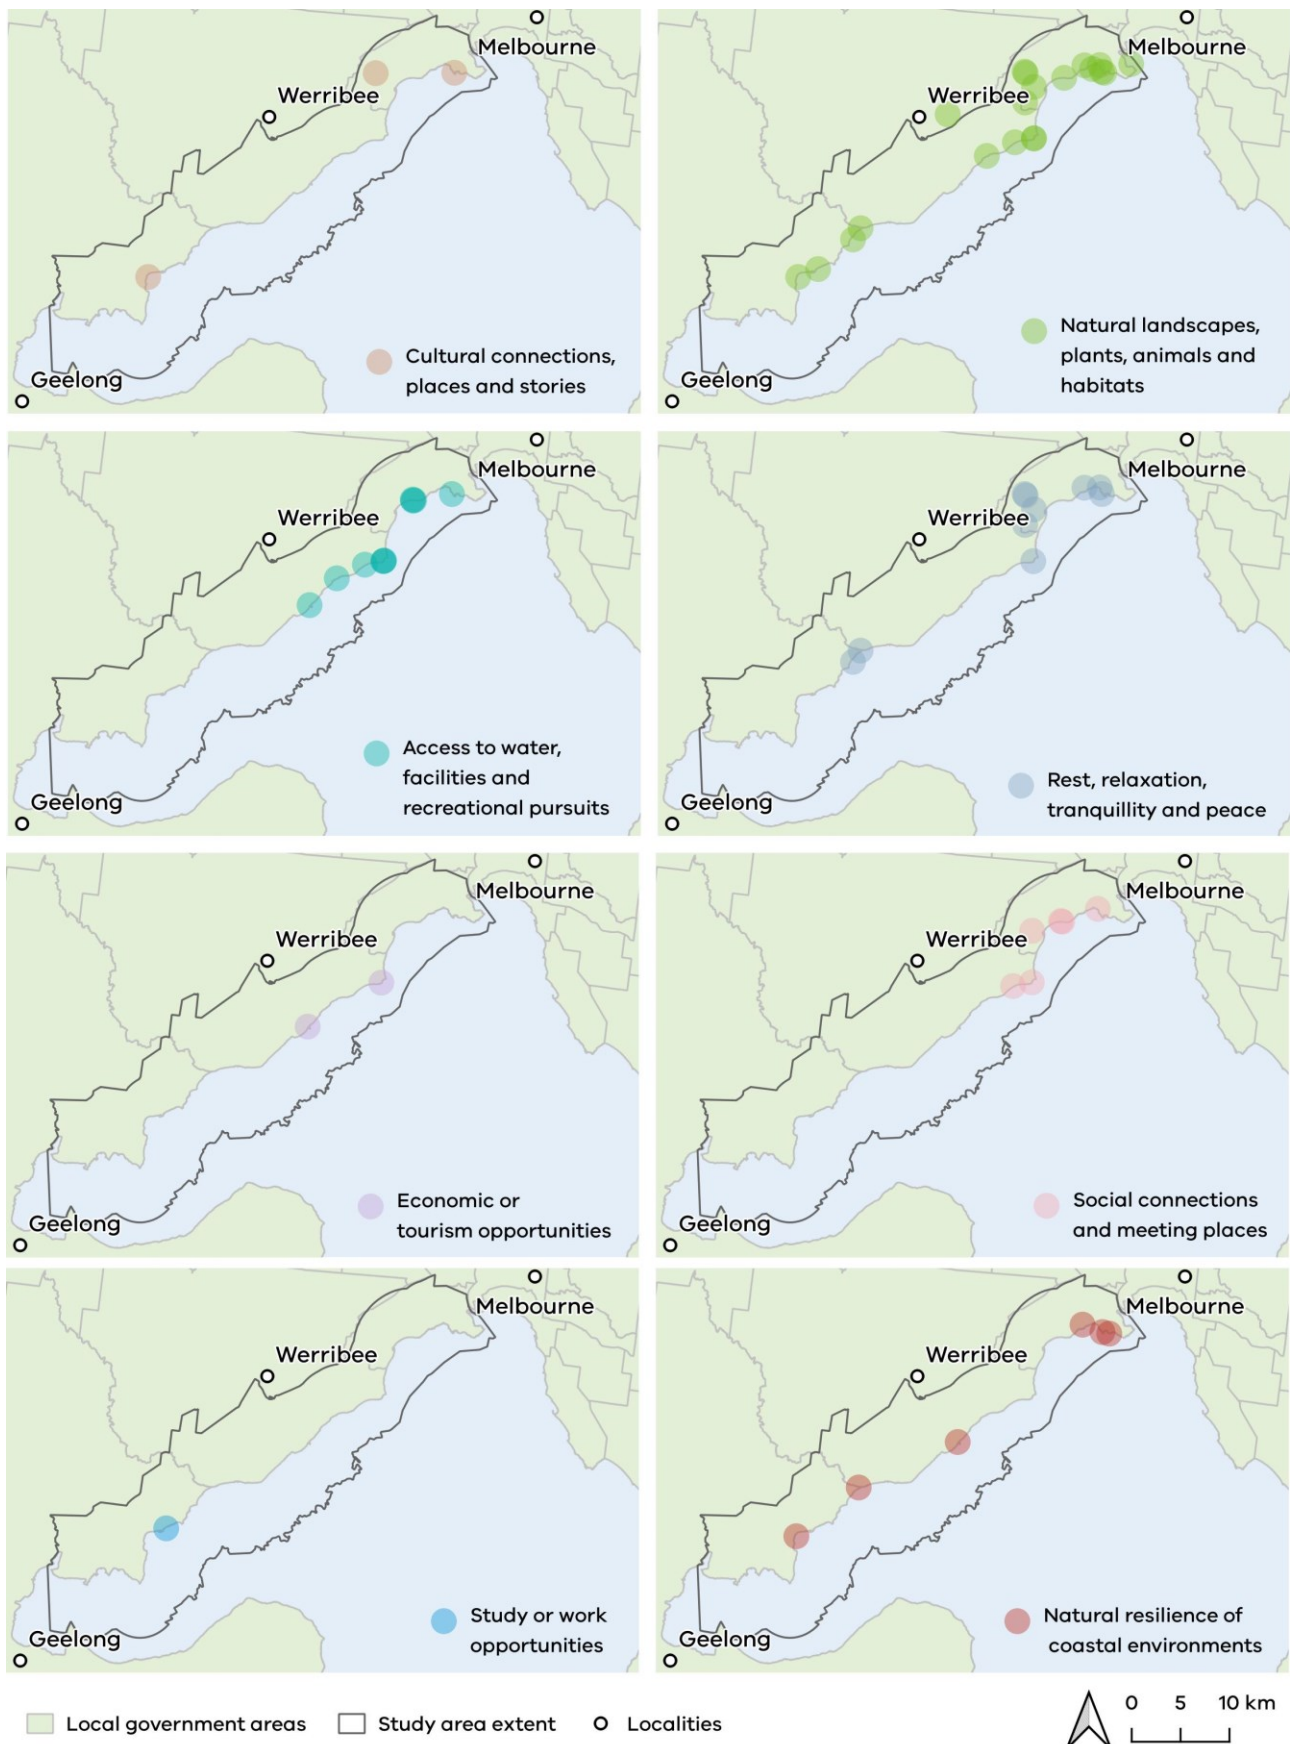 Melbourne
Werribee
Geelong
Cultural connections,
places and stories
Melbourne
Werribee
Geelong
Natural landscapes,
plants, animals and
habitats
Melbourne
Werribee
Geelong
Access to water,
facilities and
recreational pursuits
Melbourne
Werribee
Geelong
Rest, relaxation,
tranquillity and peace
Melbourne
Werribee
Geelong
Economic or
tourism opportunities
Melbourne
Werribee
Geelong
Social connections
and meeting places
Melbourne
Werribee
Geelong
Study or work
opportunities
Melbourne
Werribee
Geelong
Natural resilience of
coastal environments
Local government areas
Study area extent
Localities
0 5 10 km